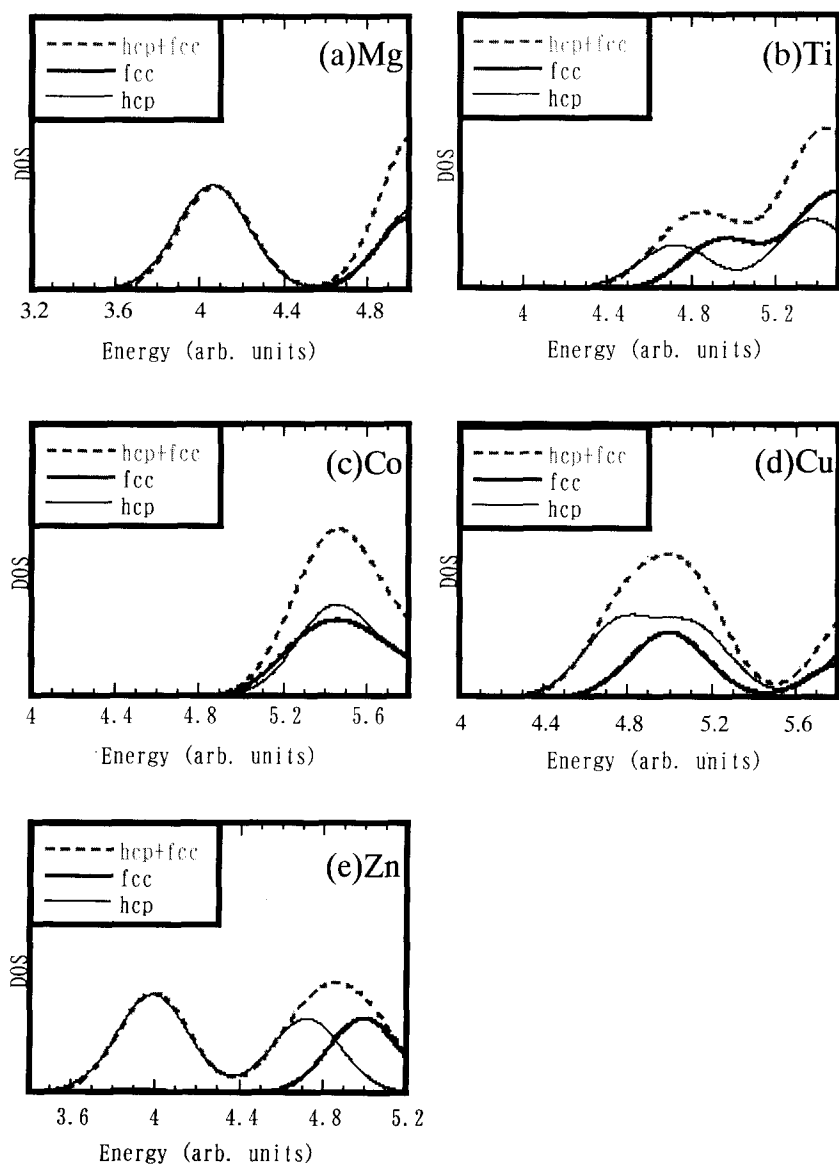 hcp+fcc
fcc
hcp
(a)Mg
DOS
3.2 3.6 4 4.4 4.8
Energy (arb. units)
hcp+fcc
fcc
hcp
(b)Ti
DOS
4 4.4 4.8 5.2
Energy (arb. units)
hcp+fcc
fcc
hcp
(c)Co
DOS
4 4.4 4.8 5.2 5.6
Energy (arb. units)
hcp+fcc
fcc
hcp
(d)Cu
DOS
4 4.4 4.8 5.2 5.6
Energy (arb. units)
hcp+fcc
fcc
hcp
(e)Zn
DOS
3.6 4 4.4 4.8 5.2
Energy (arb. units)